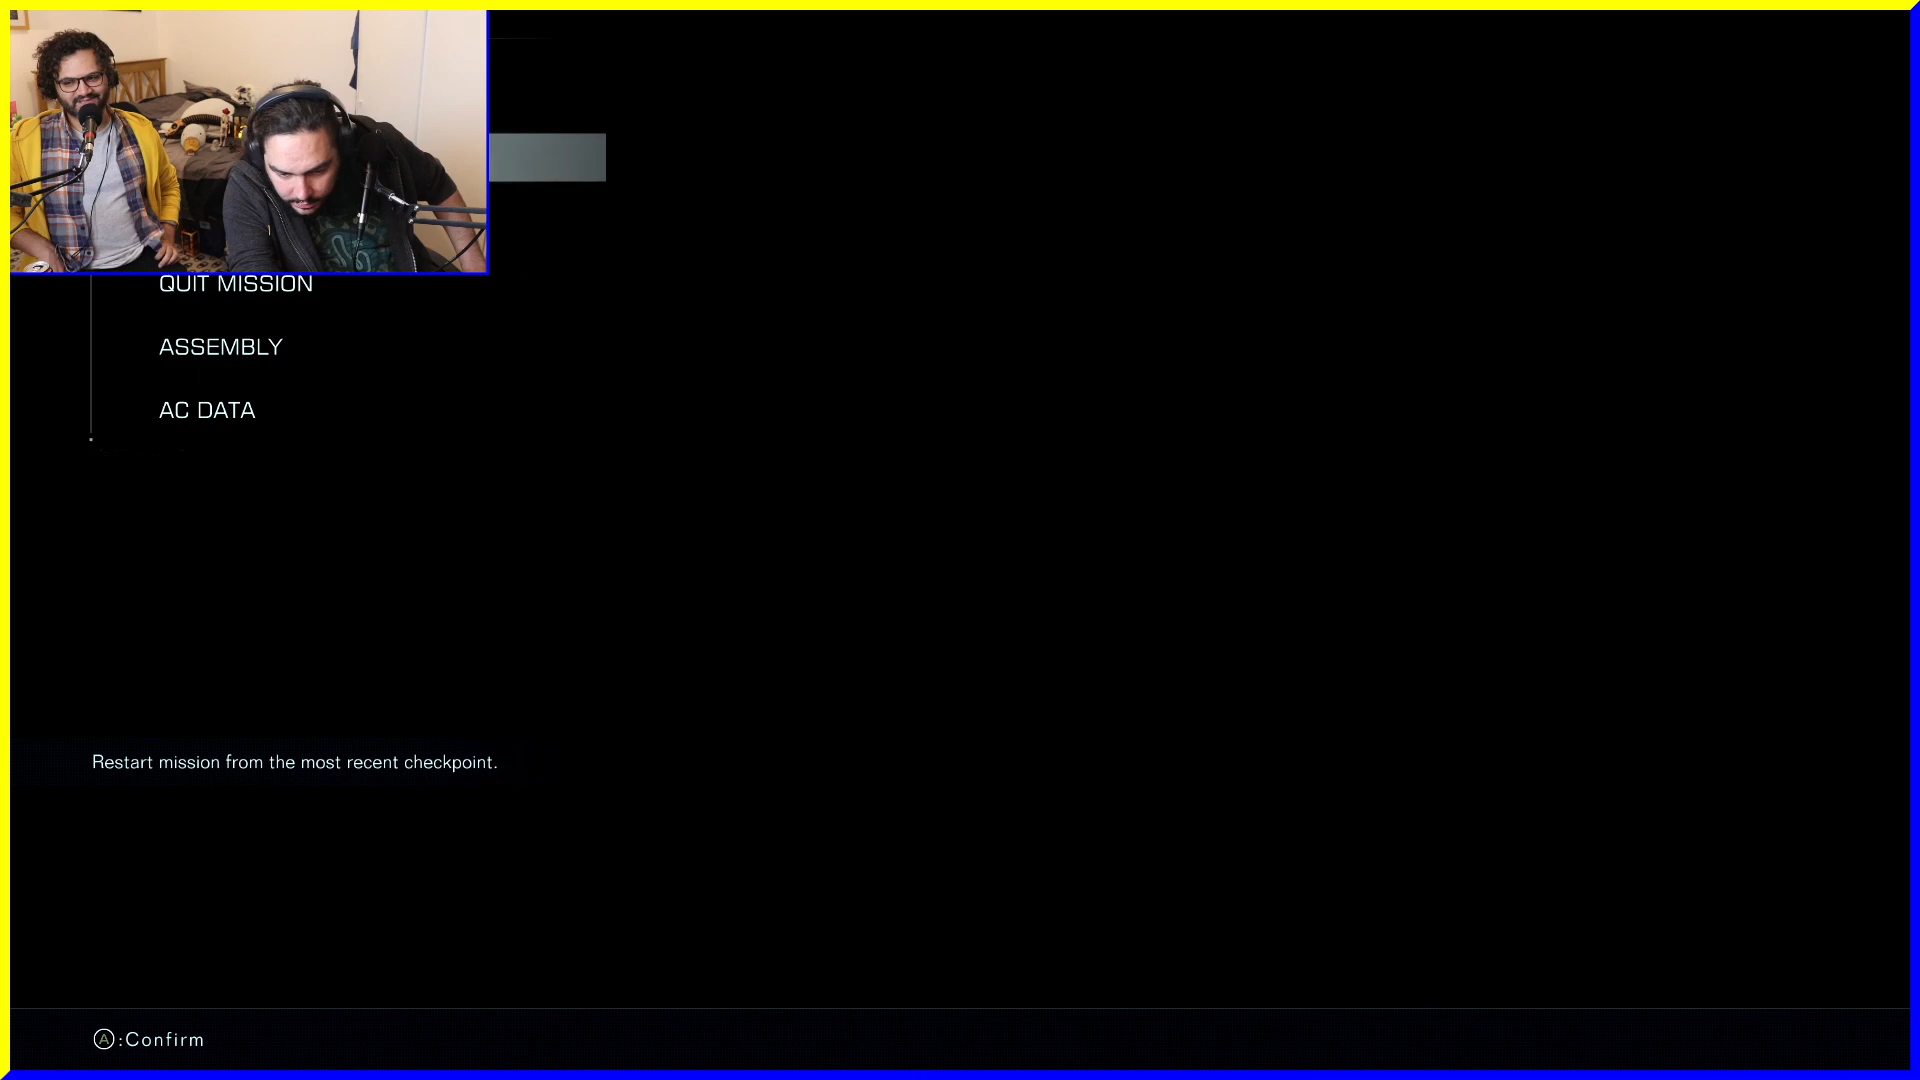 QUIT MISSION
ASSEMBLY
AC DATA
Restart mission from the most recent checkpoint.
Ⓐ:Confirm